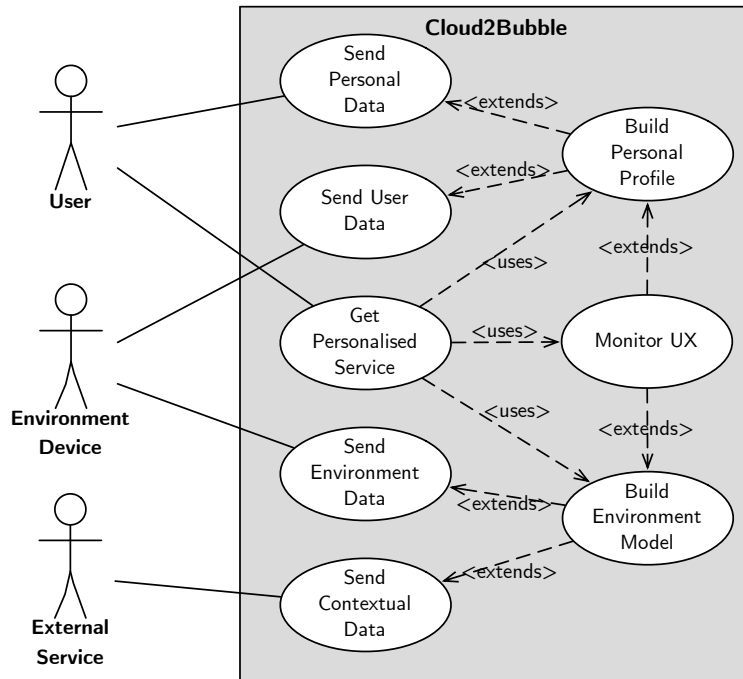 Cloud2Bubble
Send
Personal
Data
<extends>
Build
Personal
Profile
User
<extends>
Send User
Data
<uses>
<extends>
Get
Personalised
Service
<uses>
Monitor UX
Environment
Device
<uses>
<extends>
Send
Environment
Data
<extends>
Build
Environment
Model
<extends>
Send
Contextual
Data
External
Service